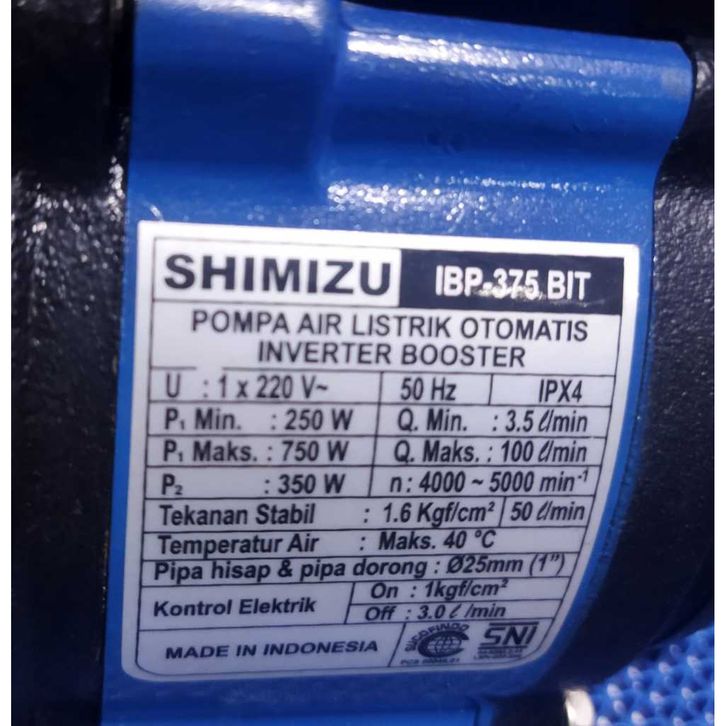 SHIMIZU IBP-375 BIT
POMPA AIR LISTRIK OTOMATIS
INVERTER BOOSTER
U : 1 x 220 V~ 50 Hz IPX4
P₁ Min. : 250 W Q. Min. : 3.5 ℓ/min
P₁ Maks. : 750 W Q. Maks. : 100 ℓ/min
P₂ : 350 W n : 4000 ~ 5000 min⁻¹
Tekanan Stabil : 1.6 Kgf/cm² 50 ℓ/min
Temperatur Air : Maks. 40 °C
Pipa hisap & pipa dorong : Ø25mm (1")
Kontrol Elektrik On : 1kgf/cm²
Off : 3.0 ℓ /min
MADE IN INDONESIA SUCOFINDO SNI